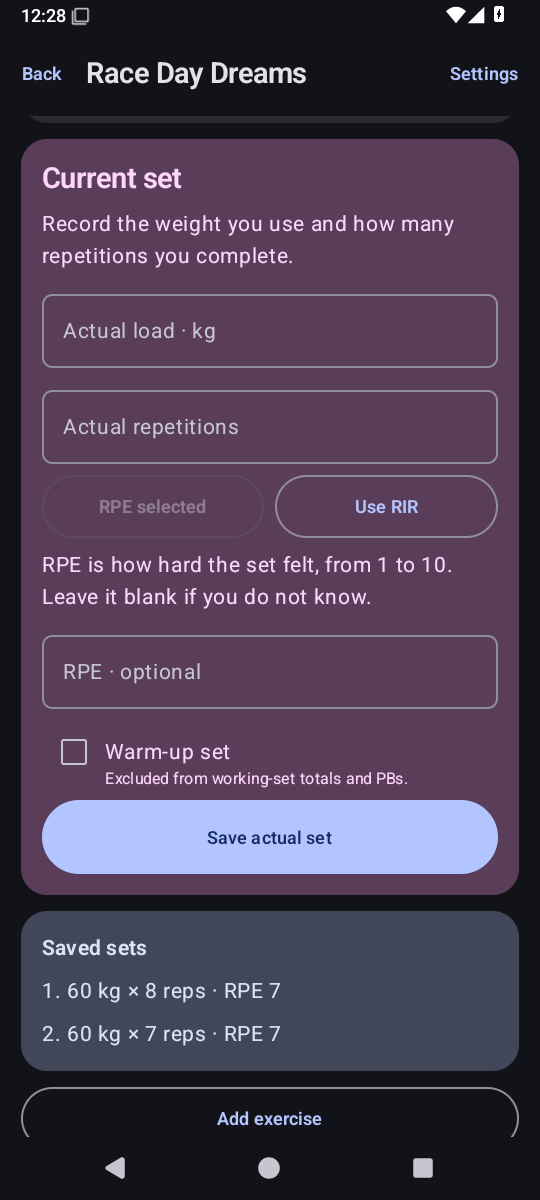 12:28
Back
Race Day Dreams
Settings
Current set
Record the weight you use and how many
repetitions you complete.
Actual load · kg
Actual repetitions
RPE selected
Use RIR
RPE is how hard the set felt, from 1 to 10.
Leave it blank if you do not know.
RPE · optional
Warm-up set
Excluded from working-set totals and PBs.
Save actual set
Saved sets
1. 60 kg × 8 reps · RPE 7
2. 60 kg × 7 reps · RPE 7
Add exercise